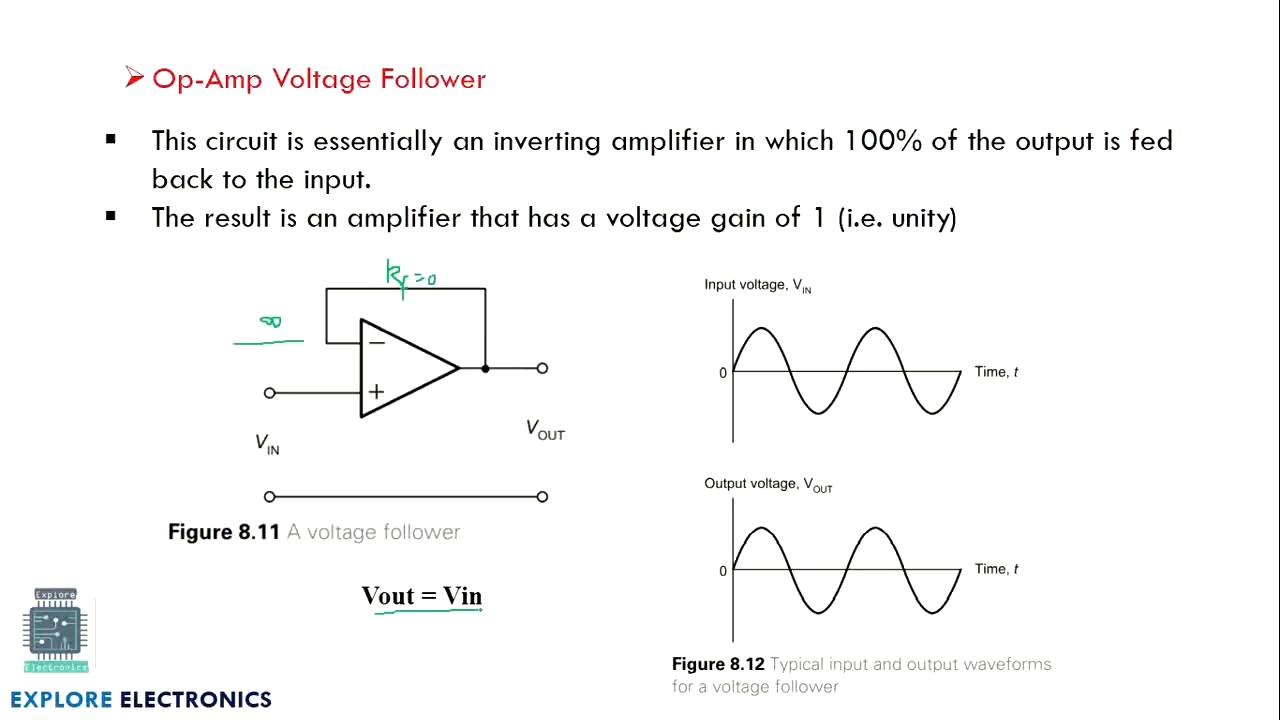 Op-Amp Voltage Follower
This circuit is essentially an inverting amplifier in which 100% of the output is fed
back to the input.
The result is an amplifier that has a voltage gain of 1 (i.e. unity)
Rf=0
∞
−
+
VIN
VOUT
Figure 8.11 A voltage follower
Vout = Vin
Input voltage, VIN
0
Time, t
Output voltage, VOUT
0
Time, t
Figure 8.12 Typical input and output waveforms
for a voltage follower
Explore
Electronics
EXPLORE ELECTRONICS